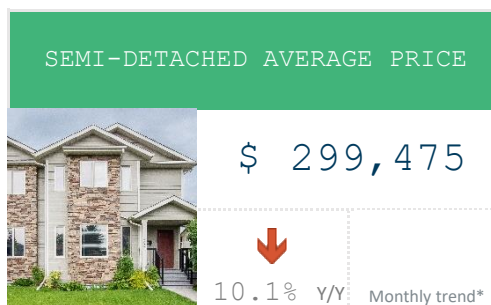 SEMI-DETACHED AVERAGE PRICE
$ 299,475
10.1% Y/Y
Monthly trend*